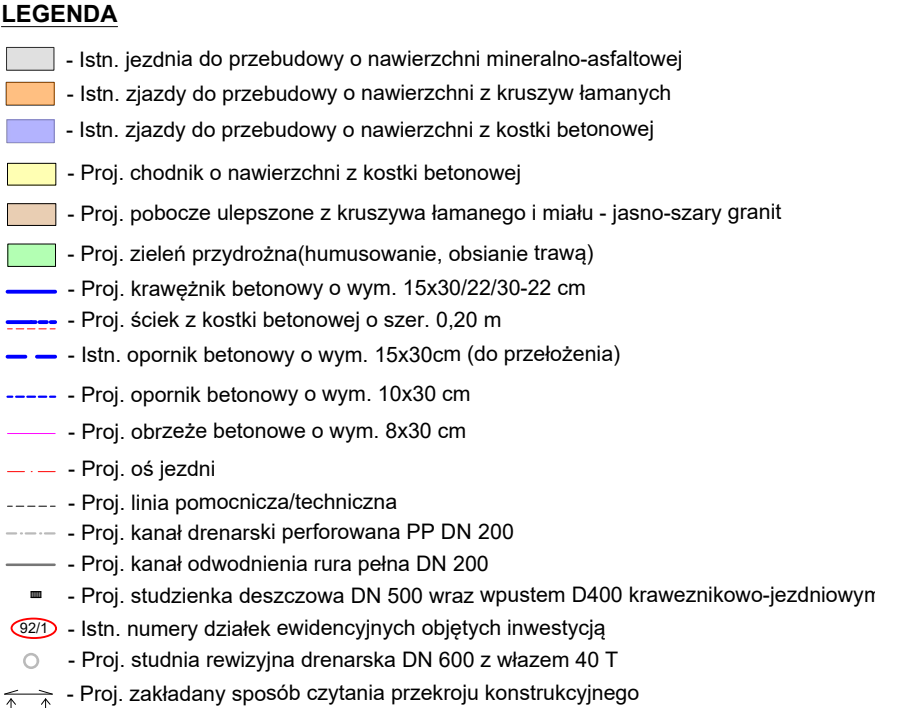 LEGENDA
- Istn. jezdnia do przebudowy o nawierzchni mineralno-asfaltowej
- Istn. zjazdy do przebudowy o nawierzchni z kruszyw łamanych
- Istn. zjazdy do przebudowy o nawierzchni z kostki betonowej
- Proj. chodnik o nawierzchni z kostki betonowej
- Proj. pobocze ulepszone z kruszywa łamanego i miału - jasno-szary granit
- Proj. zieleń przydrożna(humusowanie, obsianie trawą)
- Proj. krawężnik betonowy o wym. 15x30/22/30-22 cm
- Proj. ściek z kostki betonowej o szer. 0,20 m
- Istn. opornik betonowy o wym. 15x30cm (do przełożenia)
- Proj. opornik betonowy o wym. 10x30 cm
- Proj. obrzeże betonowe o wym. 8x30 cm
- Proj. oś jezdni
- Proj. linia pomocnicza/techniczna
- Proj. kanał drenarski perforowana PP DN 200
- Proj. kanał odwodnienia rura pełna DN 200
- Proj. studzienka deszczowa DN 500 wraz wpustem D400 kraweznikowo-jezdniowym
92/1 - Istn. numery działek ewidencyjnych objętych inwestycją
- Proj. studnia rewizyjna drenarska DN 600 z włazem 40 T
- Proj. zakładany sposób czytania przekroju konstrukcyjnego